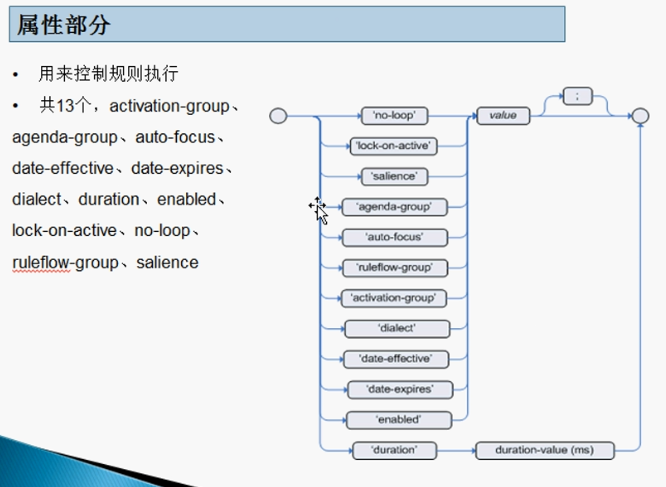 属性部分
• 用来控制规则执行
• 共13个，activation-group、
agenda-group、auto-focus、
date-effective、date-expires、
dialect、duration、enabled、
lock-on-active、no-loop、
ruleflow-group、salience
'no-loop'
value
;
'lock-on-active'
'salience'
'agenda-group'
'auto-focus'
'ruleflow-group'
'activation-group'
'dialect'
'date-effective'
'date-expires'
'enabled'
'duration'
duration-value (ms)